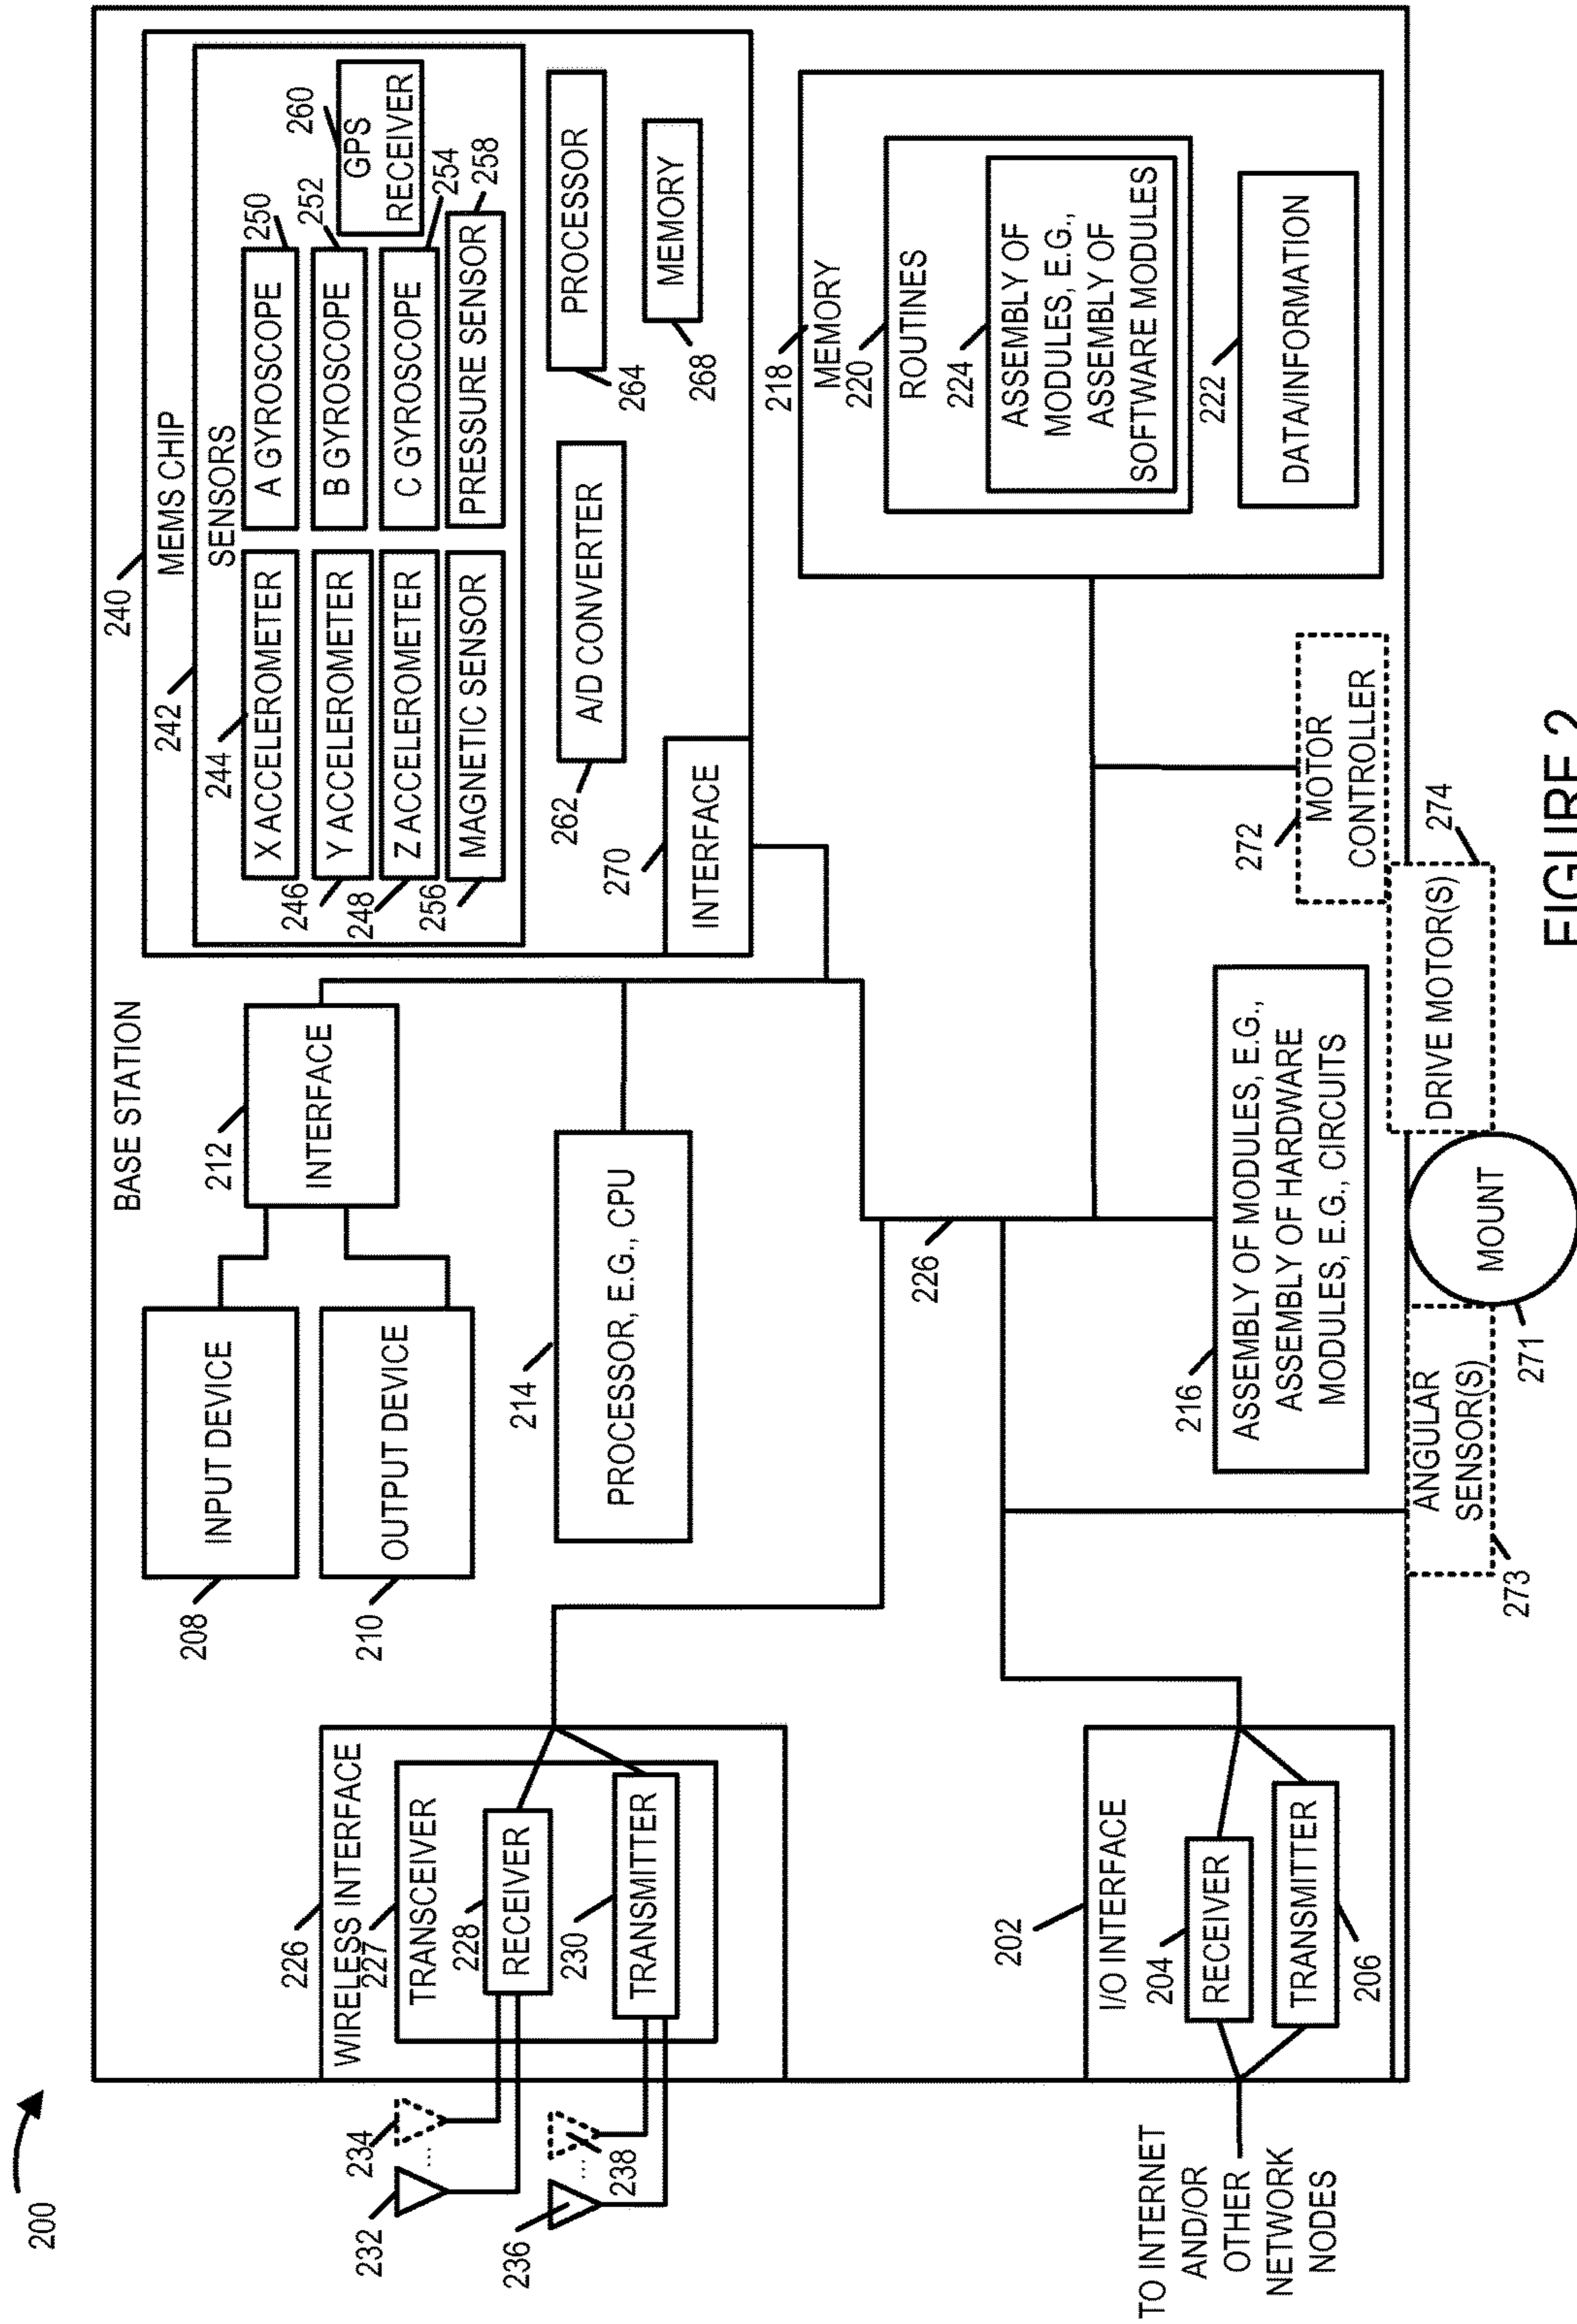 200
BASE STATION
240
MEMS CHIP
242
SENSORS
244
X ACCELEROMETER
A GYROSCOPE
250
246
Y ACCELEROMETER
B GYROSCOPE
252
248
Z ACCELEROMETER
C GYROSCOPE
254
256
MAGNETIC SENSOR
PRESSURE SENSOR
258
260
GPS
RECEIVER
262
A/D CONVERTER
PROCESSOR
264
MEMORY
268
270
INTERFACE
208
INPUT DEVICE
210
OUTPUT DEVICE
212
INTERFACE
214
PROCESSOR, E.G., CPU
226
WIRELESS INTERFACE
227
TRANSCEIVER
228
RECEIVER
230
TRANSMITTER
234
...
232
238
...
236
226
218
MEMORY
220
ROUTINES
224
ASSEMBLY OF
MODULES, E.G.,
ASSEMBLY OF
SOFTWARE MODULES
222
DATA/INFORMATION
202
I/O INTERFACE
204
RECEIVER
TRANSMITTER
206
TO INTERNET
AND/OR
OTHER
NETWORK
NODES
216
ASSEMBLY OF MODULES, E.G.,
ASSEMBLY OF HARDWARE
MODULES, E.G., CIRCUITS
272
MOTOR
CONTROLLER
ANGULAR
SENSOR(S)
273
MOUNT
271
DRIVE MOTOR(S)
274
FIGURE 2